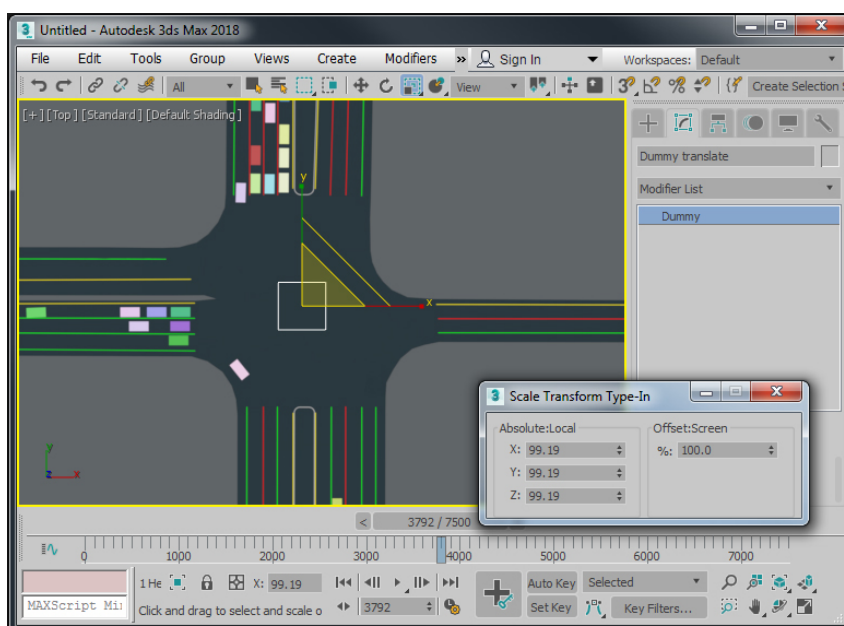 3 Untitled - Autodesk 3ds Max 2018
File Edit Tools Group Views Create Modifiers » Sign In Workspaces: Default
All View Create Selection
[+] [Top] [Standard] [Default Shading]
Dummy translate
Modifier List
Dummy
y
x
3 Scale Transform Type-In
Absolute:Local Offset:Screen
X: 99.19 %: 100.0
Y: 99.19
Z: 99.19
y
z x
< 3792 / 7500
0 1000 2000 3000 4000 5000 6000 7000
1 He X: 99.19 Auto Key Selected
MAXScript Mi Click and drag to select and scale o 3792 Set Key Key Filters...